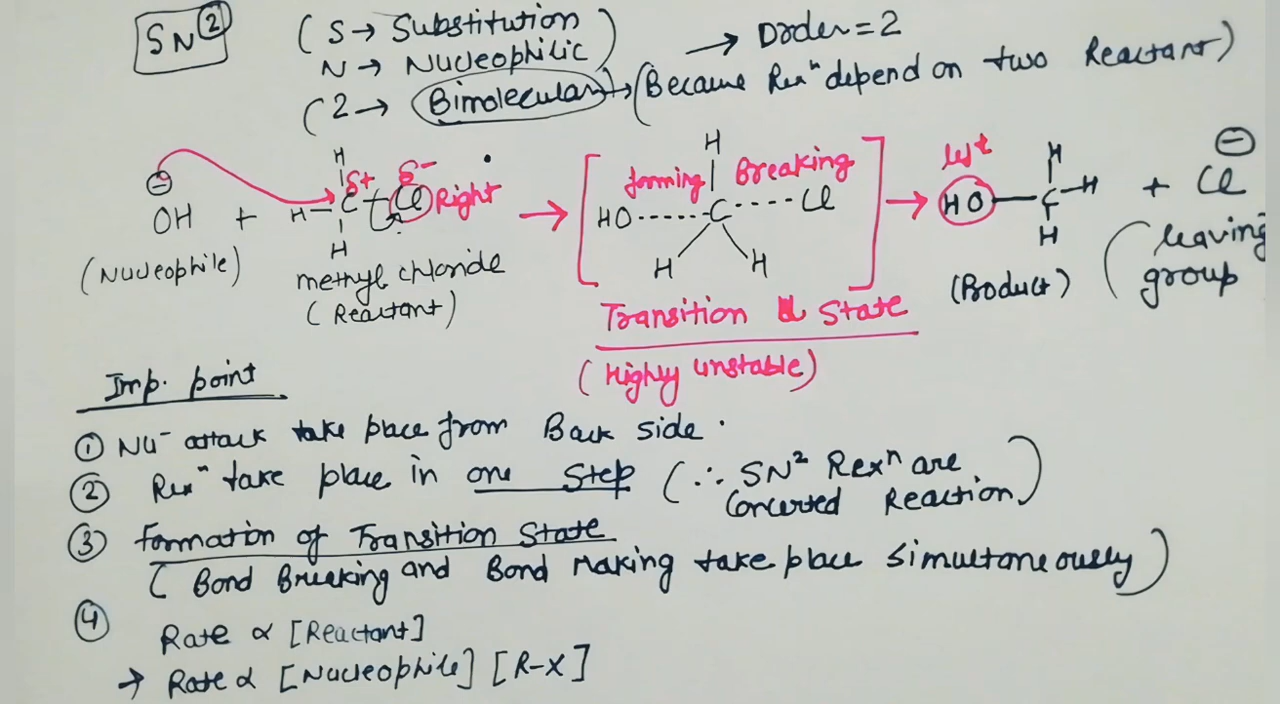 SN②
( S → Substitution
N → Nucleophilic )
( 2 → Bimolecular → (Became Rexⁿ depend on two Reactant)
→ Order = 2
H
⊖ δ+ δ-
OH + H - C - Cl Right
H
(Nucleophile)
methyl chloride
( Reactant )
→ [ H
forming Breaking
HO ------ C ---- Cl
H H ]
Transition State
( Highly unstable )
→ left
H
HO - C - H + Cl ⊖
H
(Product)
( leaving
group
Imp. point
① Nu⁻ attack take place from Back side .
② Rexⁿ take place in one Step ( ∴ SN² Rexⁿ are
Concerted Reaction )
③ formation of Transition State
( Bond Breaking and Bond Making take place simultaneously )
④ Rate ∝ [Reactant]
→ Rate ∝ [Nucleophile] [R-X]